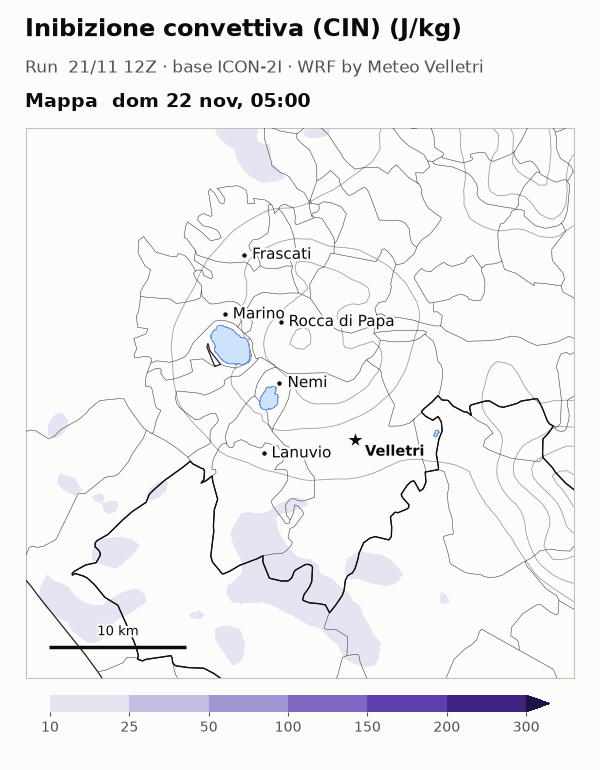 Inibizione convettiva (CIN) (J/kg)
Run  21/11 12Z · base ICON-2I · WRF by Meteo Velletri
Mappa  dom 22 nov, 05:00
Frascati
Marino
Rocca di Papa
Nemi
Velletri
Lanuvio
10 km
10 25 50 100 150 200 300